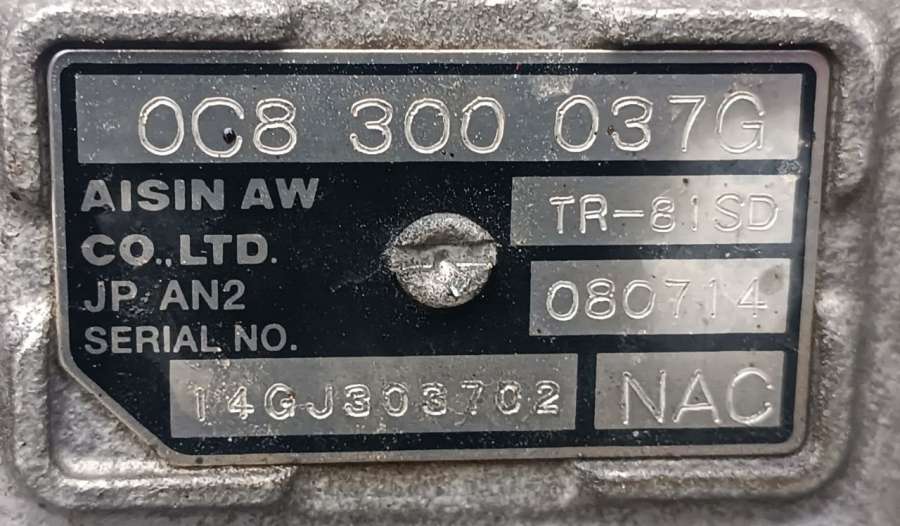 0C8 300 037G
AISIN AW
CO.,LTD.
TR-81SD
JP AN2
080714
SERIAL NO.
14GJ303702
NAC